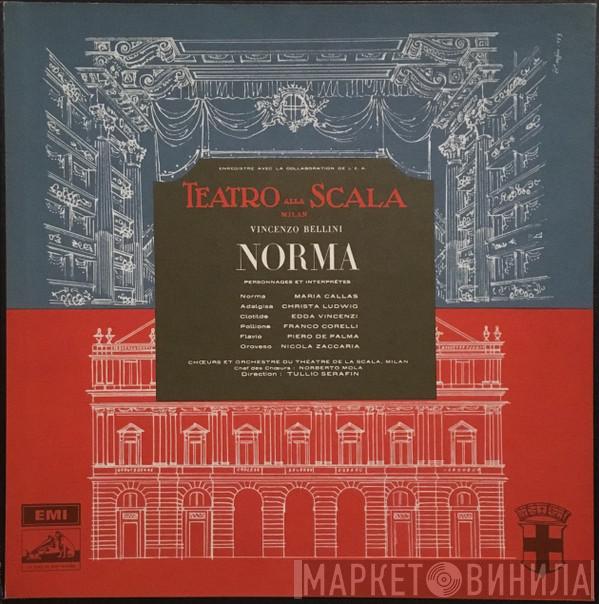 ENREGISTRÉ AVEC LA COLLABORATION DE L'E. A.
TEATRO ALLA SCALA
MILAN
VINCENZO BELLINI
NORMA
PERSONNAGES ET INTERPRÈTES
Norma MARIA CALLAS
Adalgisa CHRISTA LUDWIG
Clotilde EDDA VINCENZI
Pollione FRANCO CORELLI
Flavio PIERO DE PALMA
Oroveso NICOLA ZACCARIA
CHŒURS ET ORCHESTRE DU THÉATRE DE LA SCALA, MILAN
Chef des Chœurs : NORBERTO MOLA
Direction : TULLIO SERAFIN
EMI
МАРКЕТ ВИНИЛА